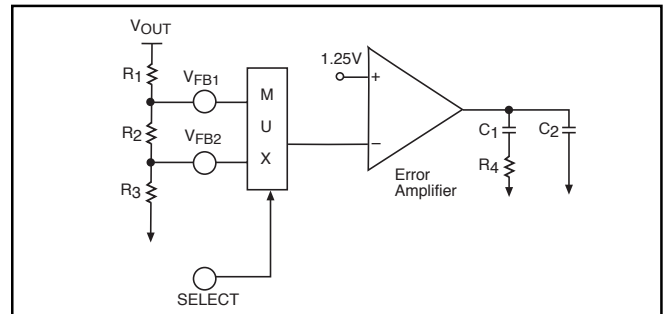 VOUT
R1
VFB1
R2
VFB2
R3
M
U
X
SELECT
1.25V
+
−
Error
Amplifier
C1
R4
C2